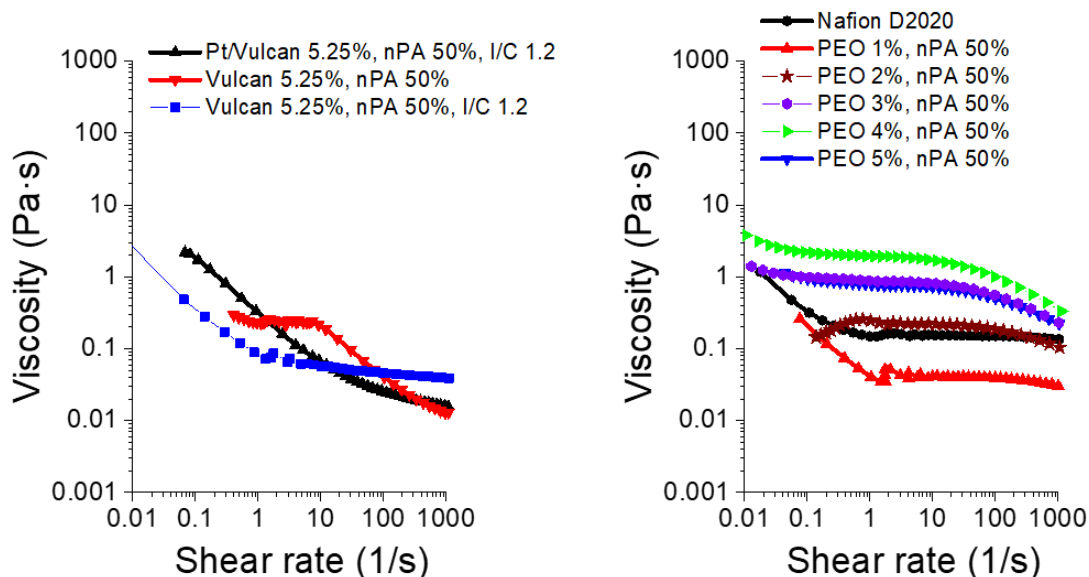 Pt/Vulcan 5.25%, nPA 50%, I/C 1.2
Vulcan 5.25%, nPA 50%
Vulcan 5.25%, nPA 50%, I/C 1.2
Viscosity (Pa·s)
1000
100
10
1
0.1
0.01
0.001
0.01
0.1
1
10
100
1000
Shear rate (1/s)
Nafion D2020
PEO 1%, nPA 50%
PEO 2%, nPA 50%
PEO 3%, nPA 50%
PEO 4%, nPA 50%
PEO 5%, nPA 50%
Viscosity (Pa·s)
1000
100
10
1
0.1
0.01
0.001
0.01
0.1
1
10
100
1000
Shear rate (1/s)